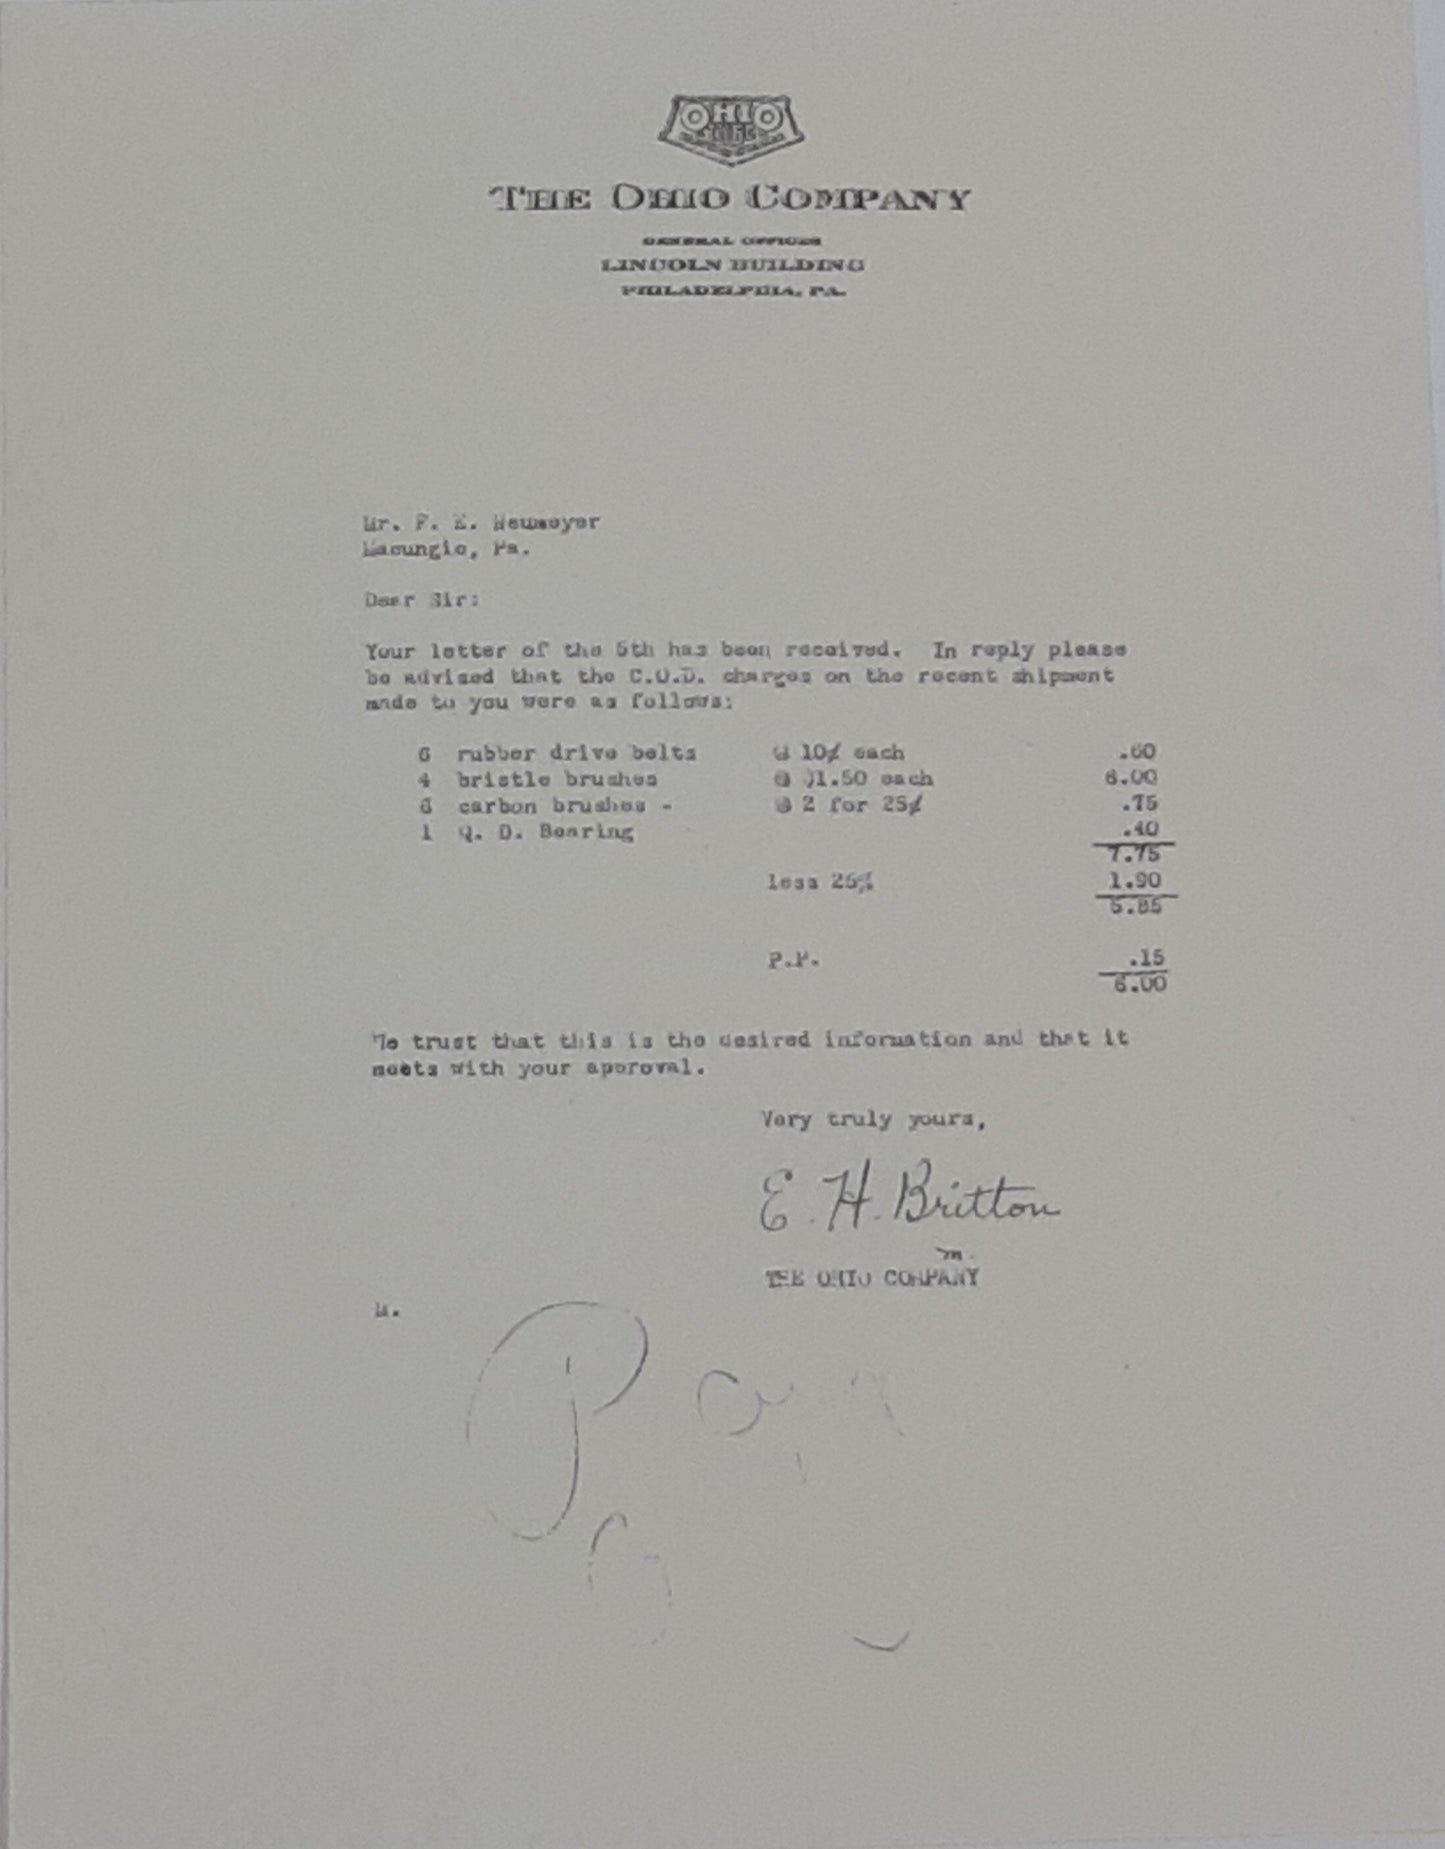 OHIO
THE OHIO COMPANY
GENERAL OFFICES
LINCOLN BUILDING
PHILADELPHIA, PA.
Mr. F. E. Neumoyer
Macungie, Pa.
Dear Sir:
Your letter of the 5th has been received. In reply please
be advised that the C.O.D. charges on the recent shipment
made to you were as follows:
6 rubber drive belts @ 10¢ each .60
4 bristle brushes @ $1.50 each 6.00
6 carbon brushes - @ 2 for 25¢ .75
1 Q. D. Bearing .40
7.75
less 25% 1.90
5.85
P.P. .15
6.00
We trust that this is the desired information and that it
meets with your approval.
Very truly yours,
E. H. Britton
m.
THE OHIO COMPANY
M.